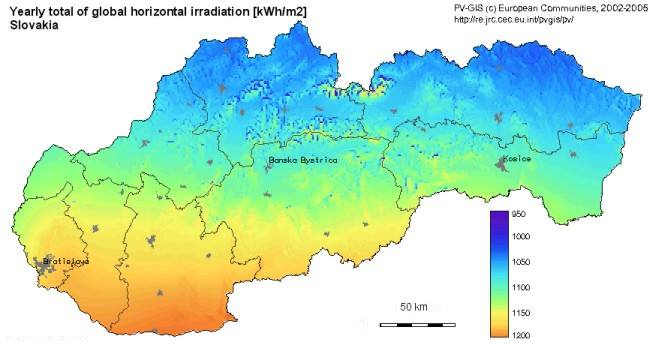 Yearly total of global horizontal irradiation [kWh/m2]
Slovakia
PV-GIS (c) European Communities, 2002-2005
http://re.jrc.cec.eu.int/pvgis/pv/
Banska Bystrica
Kosice
Bratislava
950
1000
1050
1100
1150
1200
50 km